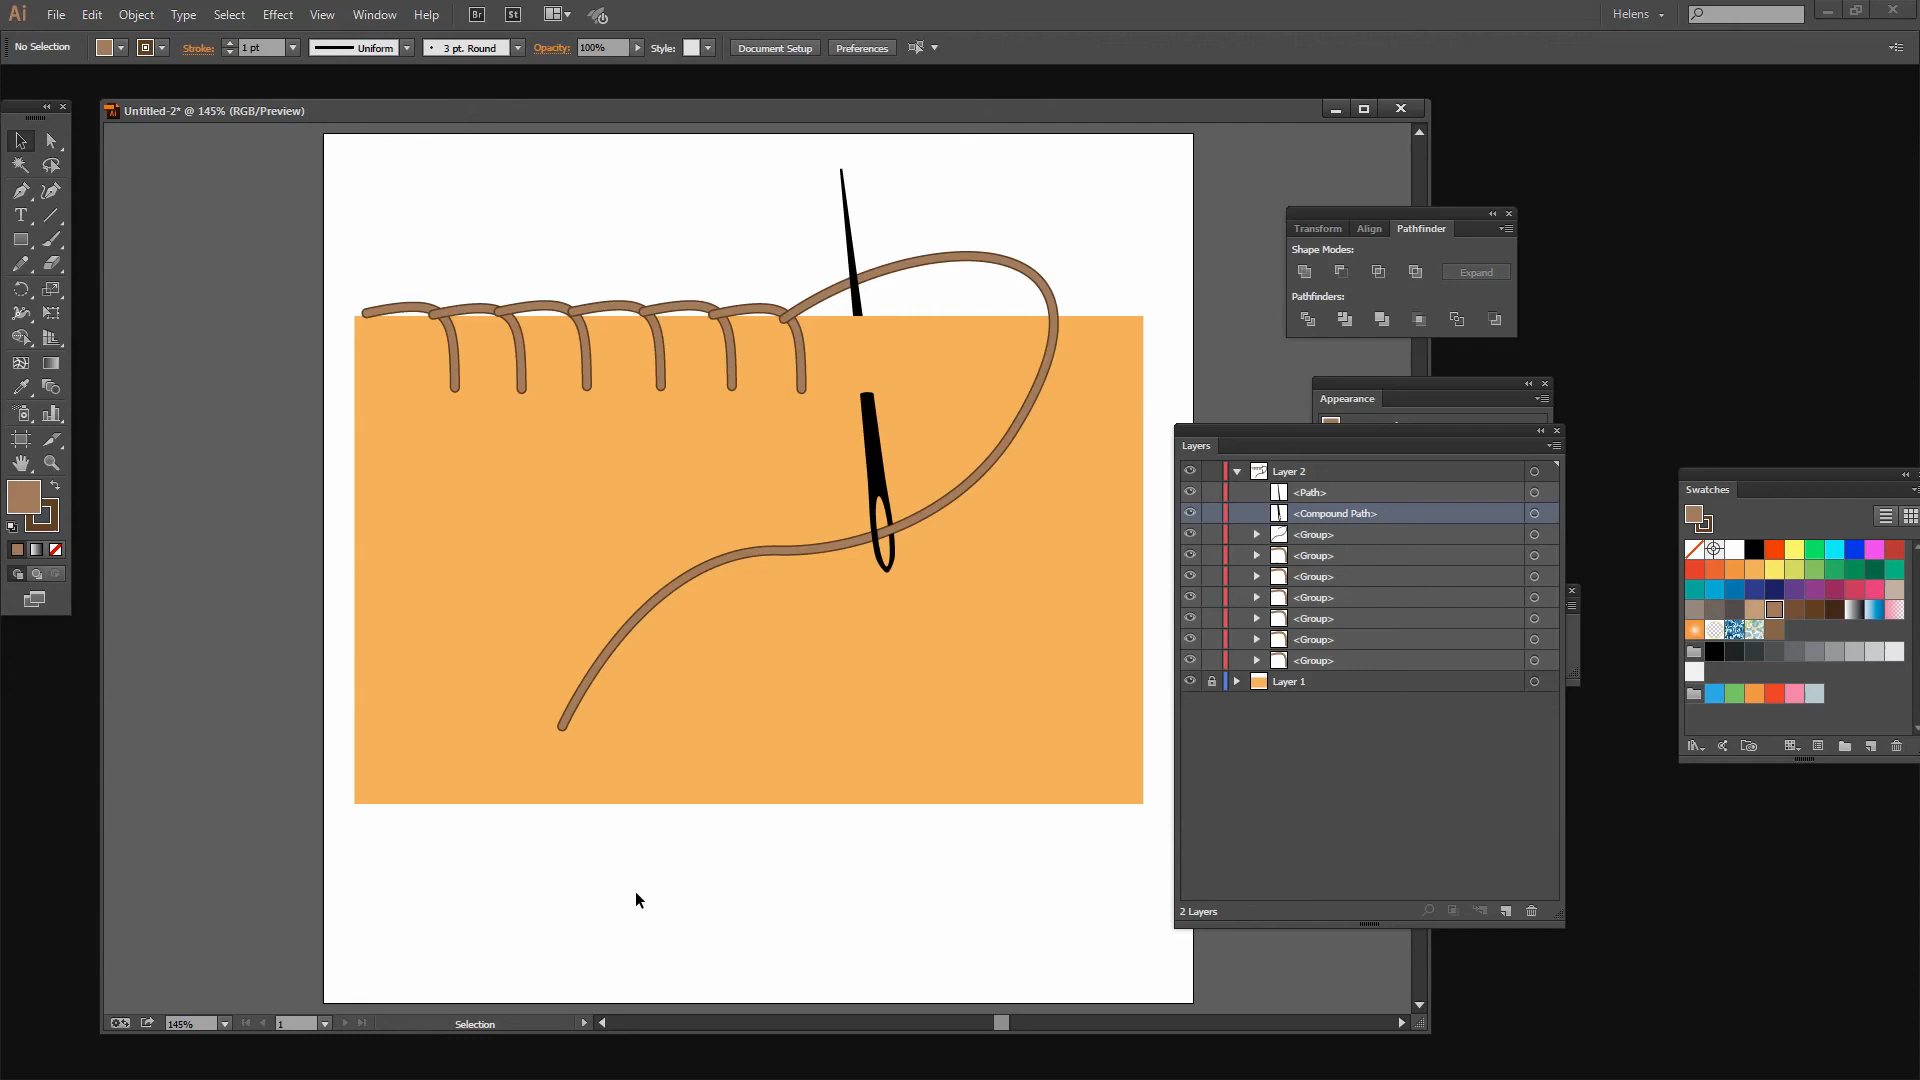 Ai File Edit Object Type Select Effect View Window Help Br St Helens
No Selection Stroke: 1 pt Uniform 3 pt. Round Opacity: 100% Style: Document Setup Preferences
Untitled-2* @ 145% (RGB/Preview)
Transform Align Pathfinder
Shape Modes:
Expand
Pathfinders:
Appearance
Layers
Layer 2
<Path>
<Compound Path>
<Group>
<Group>
<Group>
<Group>
<Group>
<Group>
<Group>
Layer 1
2 Layers
Swatches
145% 1 Selection